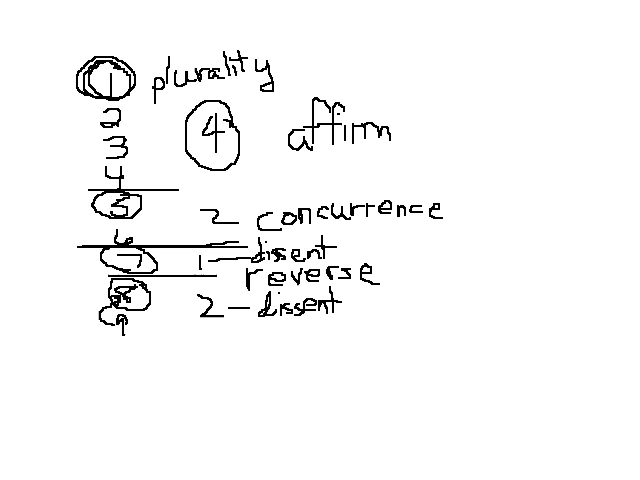 1 plurality
2
3 4 affirm
4
5 2 concurrence
6
7 1 - dissent
reverse
8 2 - dissent
9